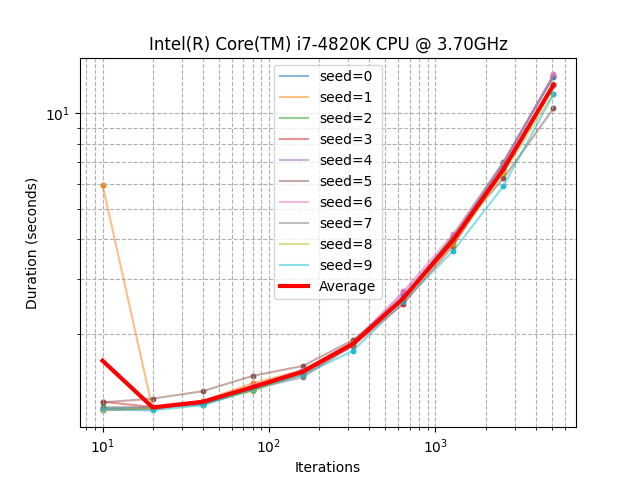 Intel(R) Core(TM) i7-4820K CPU @ 3.70GHz
Duration (seconds)
10¹
seed=0
seed=1
seed=2
seed=3
seed=4
seed=5
seed=6
seed=7
seed=8
seed=9
Average
10¹ 10² 10³
Iterations